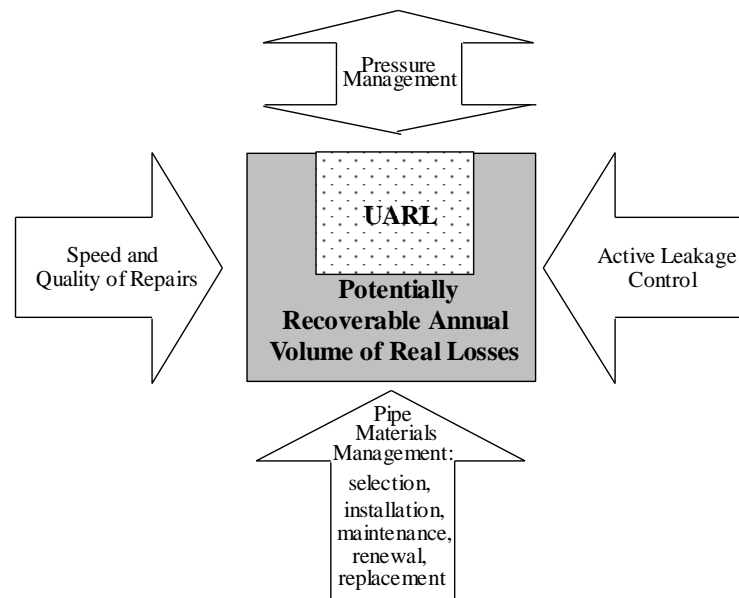 Pressure
Management
UARL
Speed and
Quality of Repairs
Active Leakage
Control
Potentially
Recoverable Annual
Volume of Real Losses
Pipe
Materials
Management:
selection,
installation,
maintenance,
renewal,
replacement